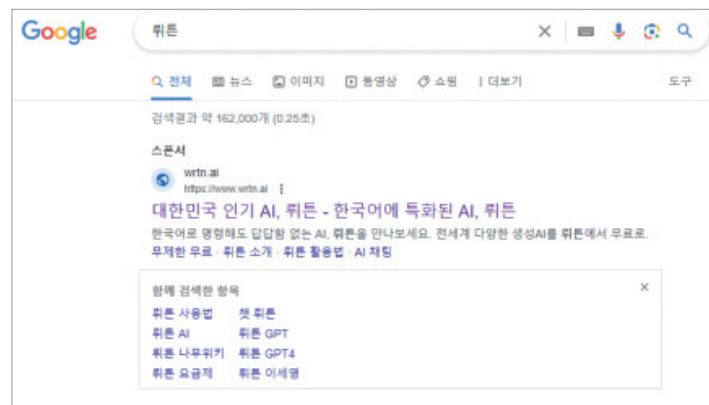 Google
뤼튼
전체 뉴스 이미지 동영상 쇼핑 더보기 도구
검색결과 약 162,000개 (0.25초)
스폰서
wrtn.ai
https://www.wrtn.ai
대한민국 인기 AI, 뤼튼 - 한국어에 특화된 AI, 뤼튼
한국어로 명령해도 답답함 없는 AI, 뤼튼을 만나보세요. 전세계 다양한 생성AI를 뤼튼에서 무료로.
무제한 무료 · 뤼튼 소개 · 뤼튼 활용법 · AI 채팅
함께 검색한 항목
뤼튼 사용법 챗 뤼튼
뤼튼 AI 뤼튼 GPT
뤼튼 나무위키 뤼튼 GPT4
뤼튼 요금제 뤼튼 이세영